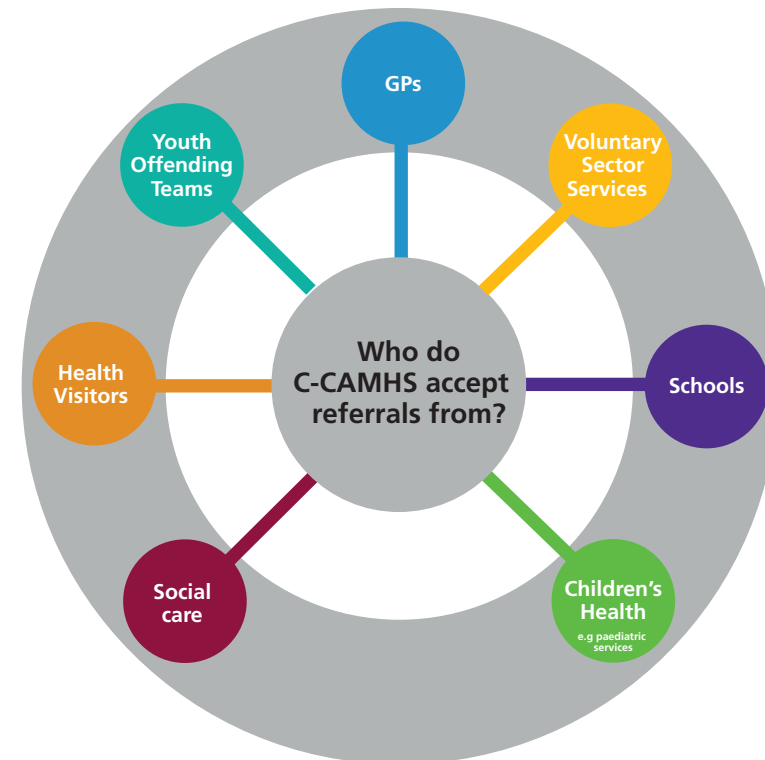 Who do
C-CAMHS accept
referrals from?
GPs
Voluntary
Sector
Services
Schools
Children’s
Health
e.g paediatric
services
Social
care
Health
Visitors
Youth
Offending
Teams